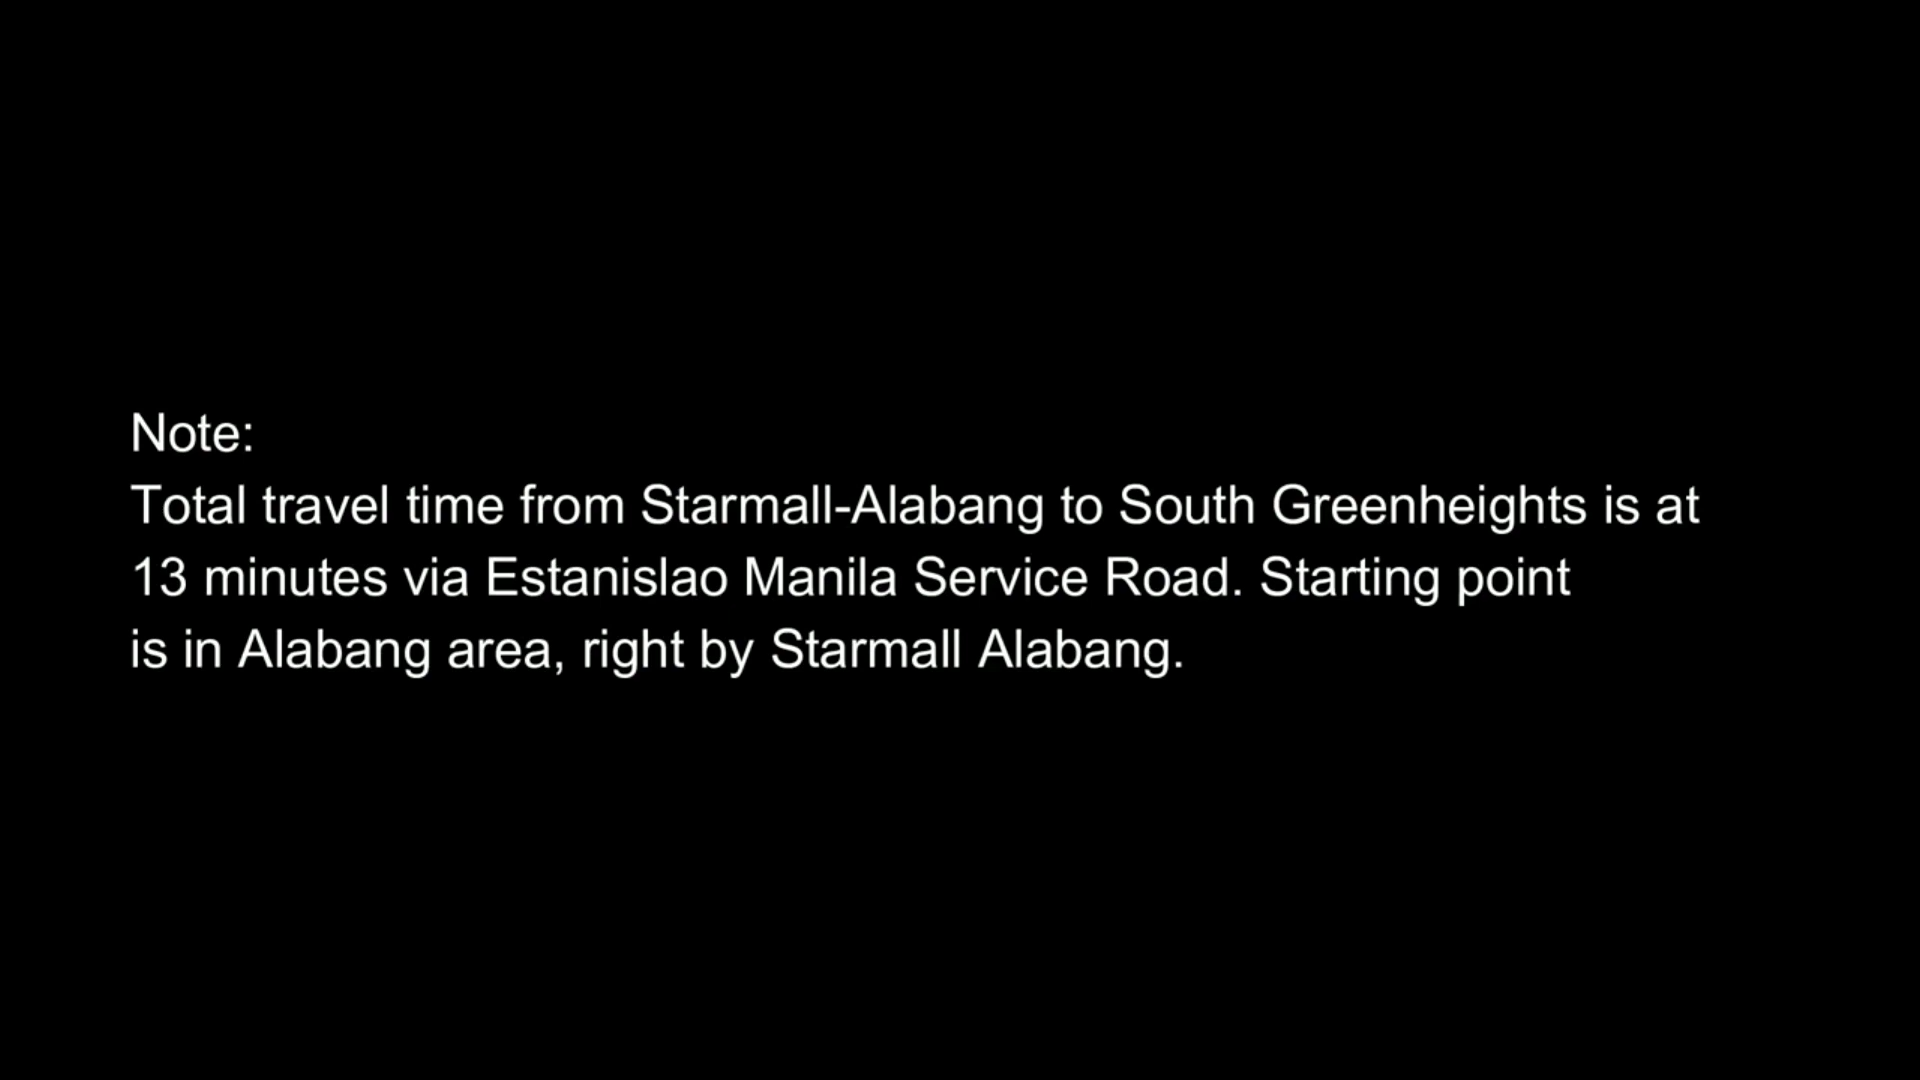 Note:
Total travel time from Starmall-Alabang to South Greenheights is at
13 minutes via Estanislao Manila Service Road. Starting point
is in Alabang area, right by Starmall Alabang.